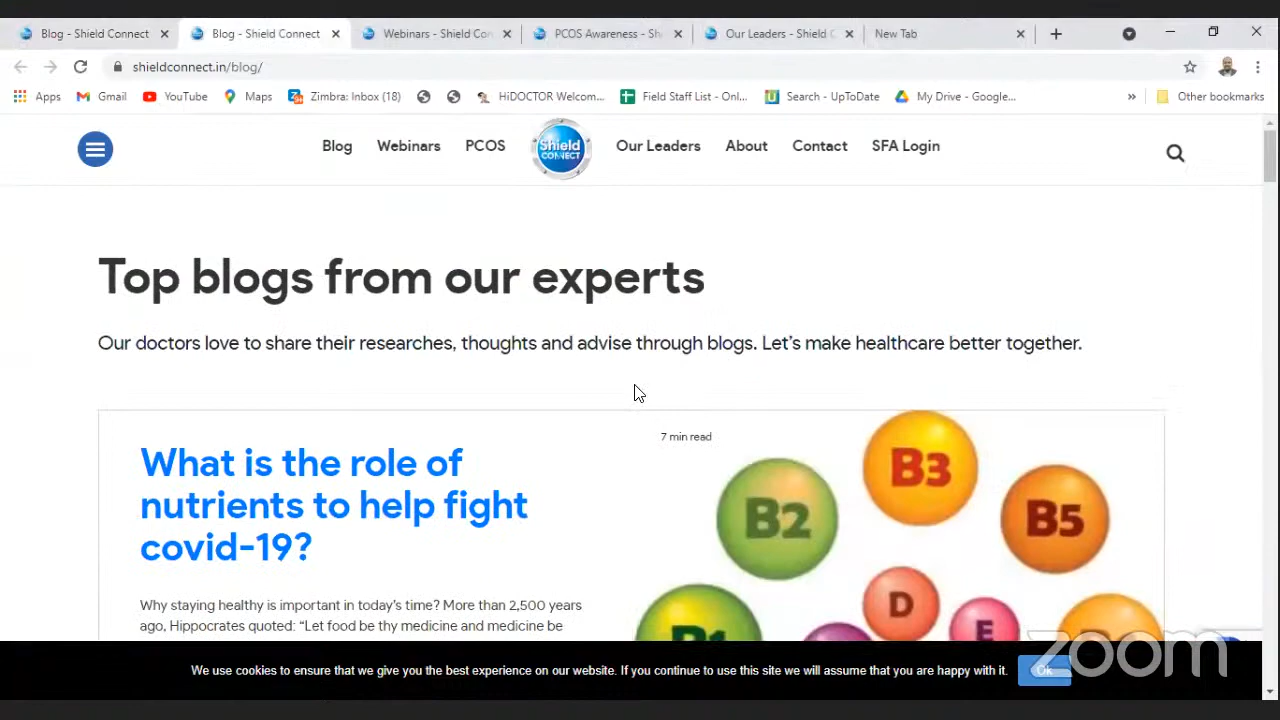 Blog - Shield Connect
Blog - Shield Connect
Webinars - Shield Con
PCOS Awareness - Sh
Our Leaders - Shield C
New Tab
shieldconnect.in/blog/
Apps
Gmail
YouTube
Maps
Zimbra: Inbox (18)
HiDOCTOR Welcom...
Field Staff List - Onl...
Search - UpToDate
My Drive - Google...
Other bookmarks
Blog
Webinars
PCOS
Shield
CONNECT
Our Leaders
About
Contact
SFA Login
Top blogs from our experts
Our doctors love to share their researches, thoughts and advise through blogs. Let's make healthcare better together.
What is the role of
nutrients to help fight
covid-19?
7 min read
Why staying healthy is important in today's time? More than 2,500 years
ago, Hippocrates quoted: “Let food be thy medicine and medicine be
B3
B2
B5
D
E
B1
We use cookies to ensure that we give you the best experience on our website. If you continue to use this site we will assume that you are happy with it.
Ok
zoom